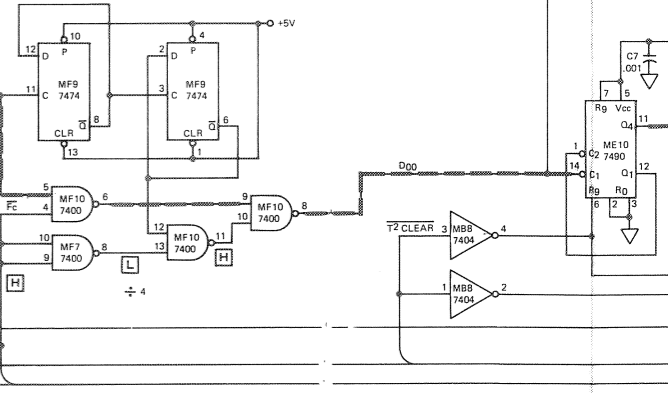 +5V
10
4
12 D P
2 D P
MF9
7474
MF9
7474
11 C
3 C
Q 8
Q 6
CLR
CLR
13
1
C7
.001
7 5
R9 Vcc
Q4 11
ME10
7490
1 C2
14 C1
Q1 12
R9 R0
6 2 3
D00
5
4
Fc
MF10
7400
6
9
10
MF10
7400
8
10
9
MF7
7400
8
L
12
13
MF10
7400
11
H
H
÷ 4
T2 CLEAR 3
MB8
7404
4
1
MB8
7404
2